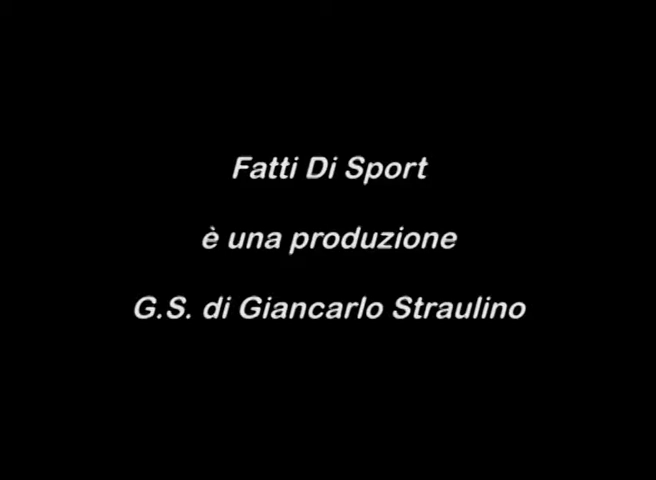 Fatti Di Sport
è una produzione
G.S. di Giancarlo Straulino